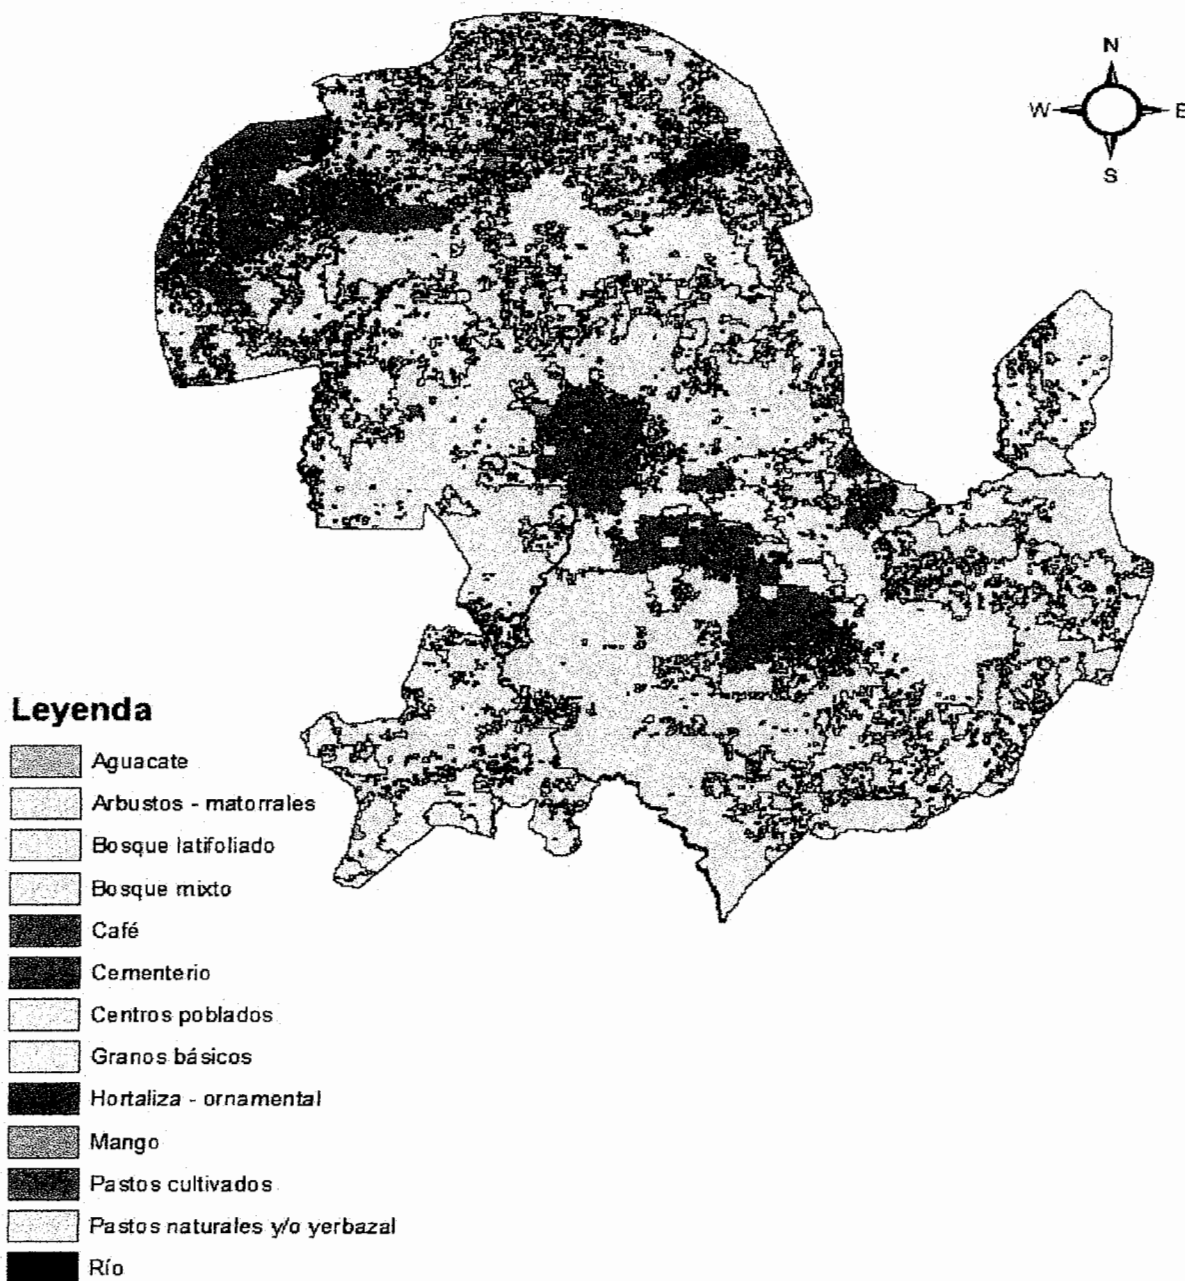 N
W
E
S
Leyenda
Aguacate
Arbustos - matorrales
Bosque latifoliado
Bosque mixto
Café
Cementerio
Centros poblados
Granos básicos
Hortaliza - ornamental
Mango
Pastos cultivados
Pastos naturales y/o yerbazal
Río